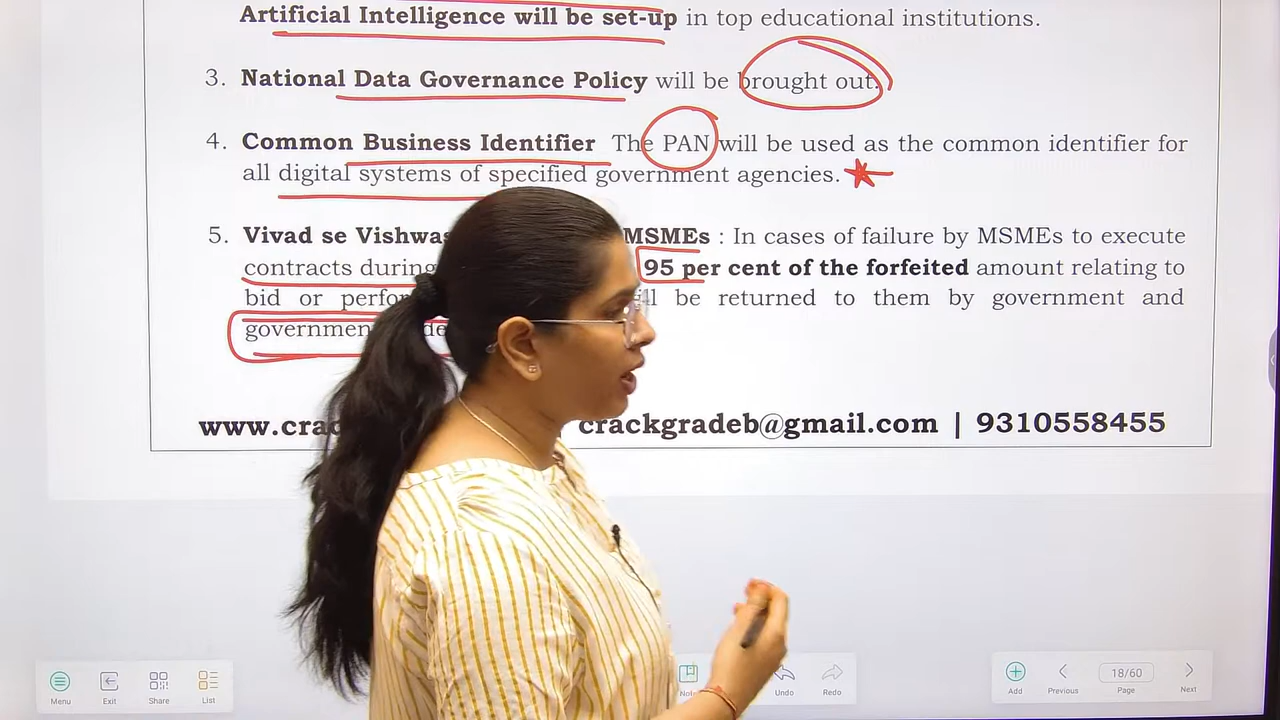 Artificial Intelligence will be set-up in top educational institutions.
3. National Data Governance Policy will be brought out.
4. Common Business Identifier The PAN will be used as the common identifier for
all digital systems of specified government agencies.
5. Vivad se Vishwas MSMEs : In cases of failure by MSMEs to execute
contracts during 95 per cent of the forfeited amount relating to
bid or be returned to them by government and
www. crackgradeb@gmail.com | 9310558455
Menu Exit Share List Undo Redo Add Previous 18/60 Page Next